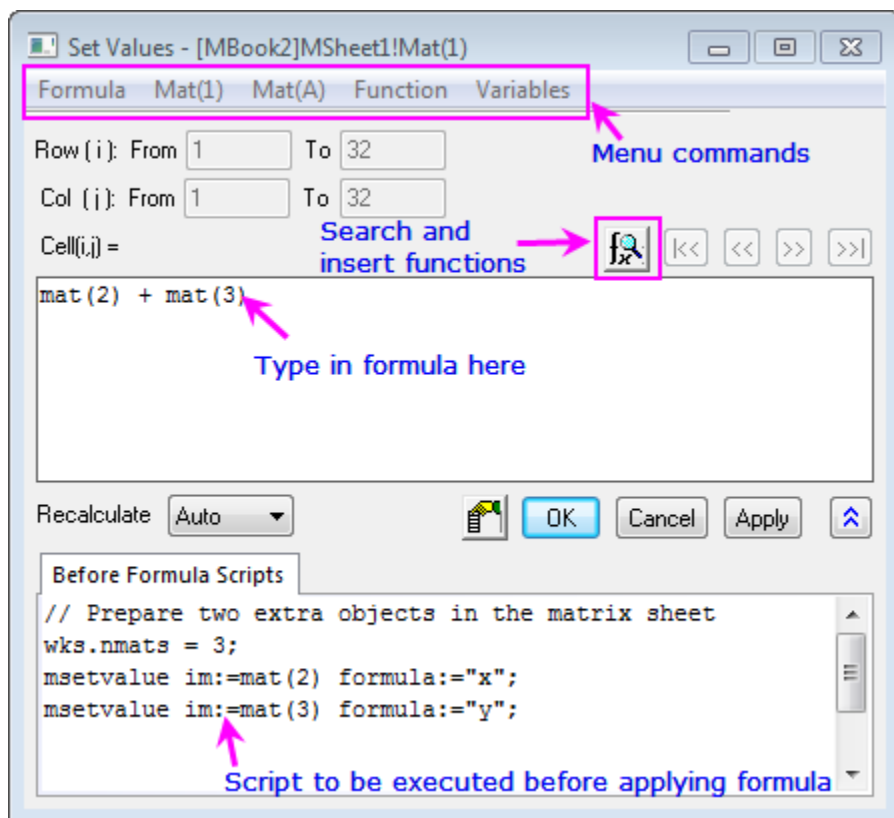 Set Values - [MBook2]MSheet1!Mat(1)
Formula Mat(1) Mat(A) Function Variables
Menu commands
Row (i): From 1 To 32
Col (j): From 1 To 32
Search and
insert functions
Cell(i,j) =
fx |<< << >> >>|
mat(2) + mat(3)
Type in formula here
Recalculate Auto OK Cancel Apply
Before Formula Scripts
// Prepare two extra objects in the matrix sheet
wks.nmats = 3;
msetvalue im:=mat(2) formula:="x";
msetvalue im:=mat(3) formula:="y";
Script to be executed before applying formula